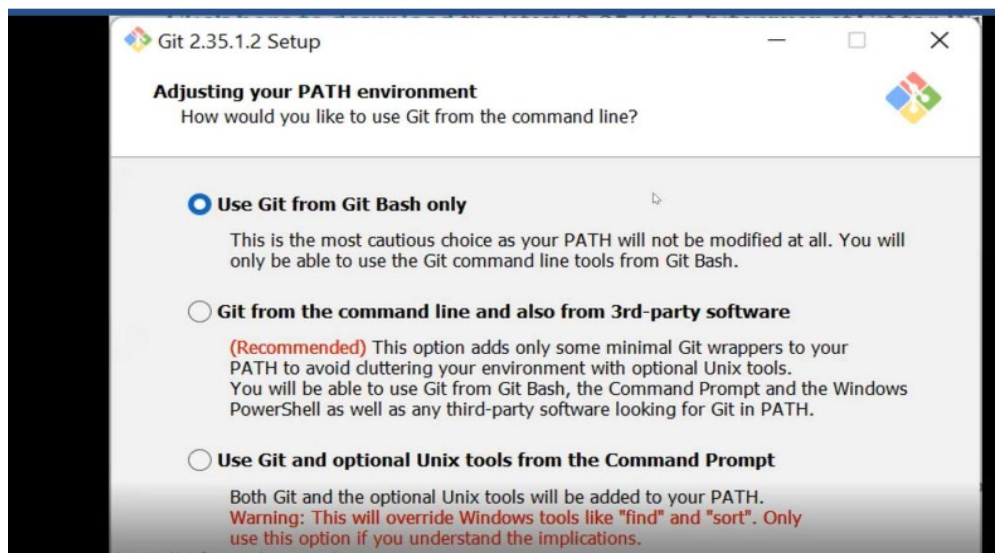 Git 2.35.1.2 Setup
Adjusting your PATH environment
How would you like to use Git from the command line?
Use Git from Git Bash only
This is the most cautious choice as your PATH will not be modified at all. You will
only be able to use the Git command line tools from Git Bash.
Git from the command line and also from 3rd-party software
(Recommended) This option adds only some minimal Git wrappers to your
PATH to avoid cluttering your environment with optional Unix tools.
You will be able to use Git from Git Bash, the Command Prompt and the Windows
PowerShell as well as any third-party software looking for Git in PATH.
Use Git and optional Unix tools from the Command Prompt
Both Git and the optional Unix tools will be added to your PATH.
Warning: This will override Windows tools like "find" and "sort". Only
use this option if you understand the implications.